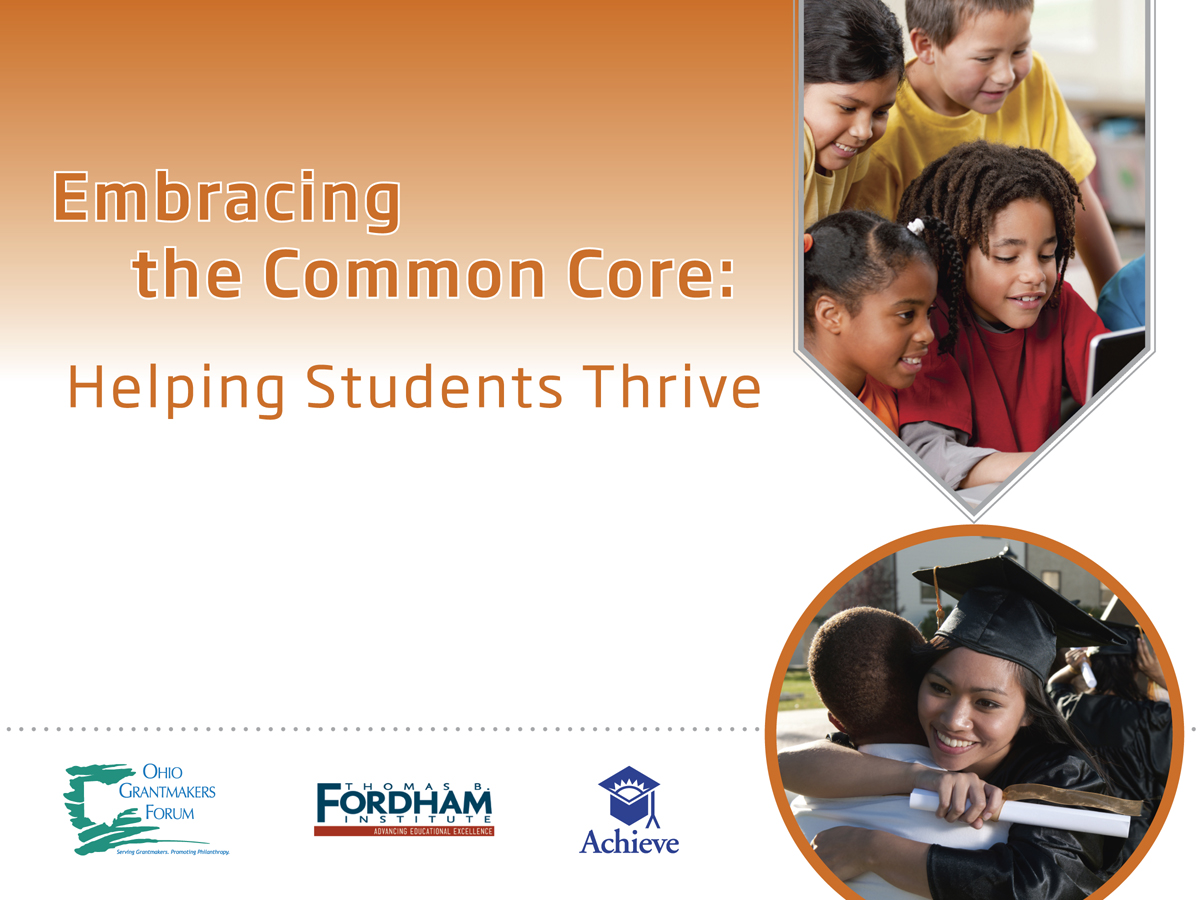 Embracing
the Common Core:
Helping Students Thrive
OHIO
GRANTMAKERS
FORUM
Serving Grantmakers. Promoting Philanthropy.
THOMAS B.
FORDHAM
INSTITUTE
ADVANCING EDUCATIONAL EXCELLENCE
Achieve